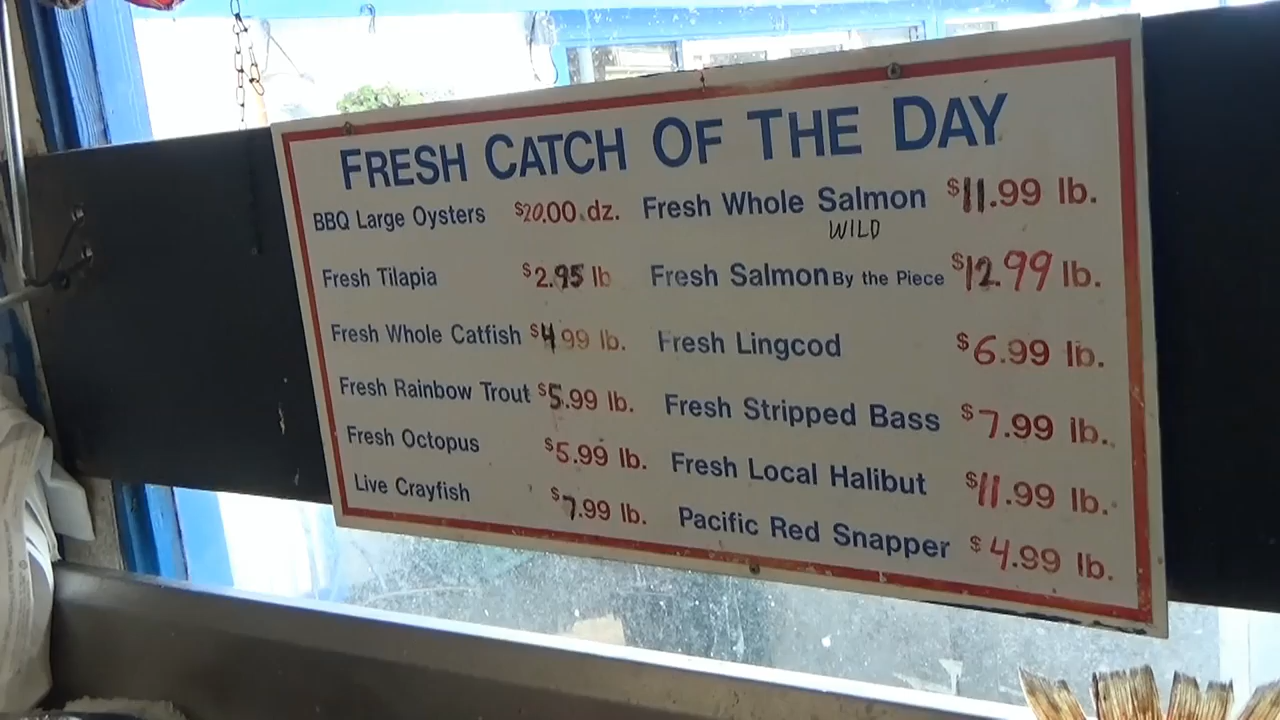 FRESH CATCH OF THE DAY
BBQ Large Oysters $20.00 dz.
Fresh Tilapia $2.95 lb
Fresh Whole Catfish $4.99 lb.
Fresh Rainbow Trout $5.99 lb.
Fresh Octopus $5.99 lb.
Live Crayfish $7.99 lb.
Fresh Whole Salmon $11.99 lb.
WILD
Fresh Salmon By the Piece $12.99 lb.
Fresh Lingcod $6.99 lb.
Fresh Stripped Bass $7.99 lb.
Fresh Local Halibut $11.99 lb.
Pacific Red Snapper $4.99 lb.